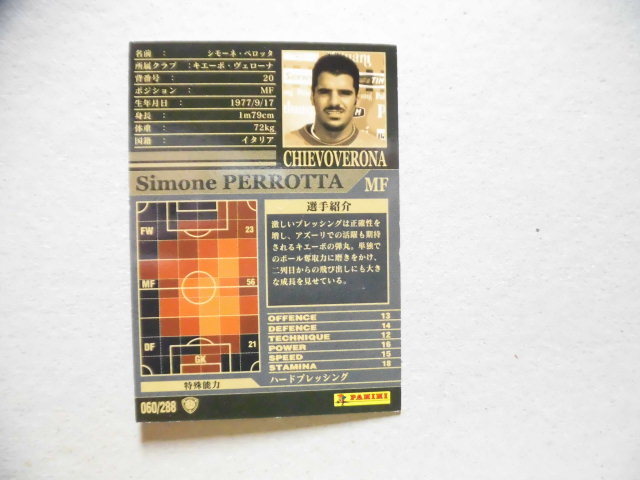 名前 : シモーネ・ペロッタ
所属クラブ : キエーボ・ヴェローナ
背番号 : 20
ポジション : MF
生年月日 : 1977/9/17
身長 : 1m79cm
体重 : 72kg
国籍 : イタリア
TIM
CHIEVOVERONA
Simone PERROTTA MF
FW 23
MF 56
DF 21
GK
選手紹介
激しいプレッシングは正確性を
増し、アズーリでの活躍も期待
されるキエーボの弾丸。単独で
のボール奪取力に磨きをかけ、
二列目からの飛び出しにも大き
な成長を見せている。
OFFENCE 13
DEFENCE 14
TECHNIQUE 12
POWER 16
SPEED 15
STAMINA 18
特殊能力 ハードプレッシング
060/288
PANINI